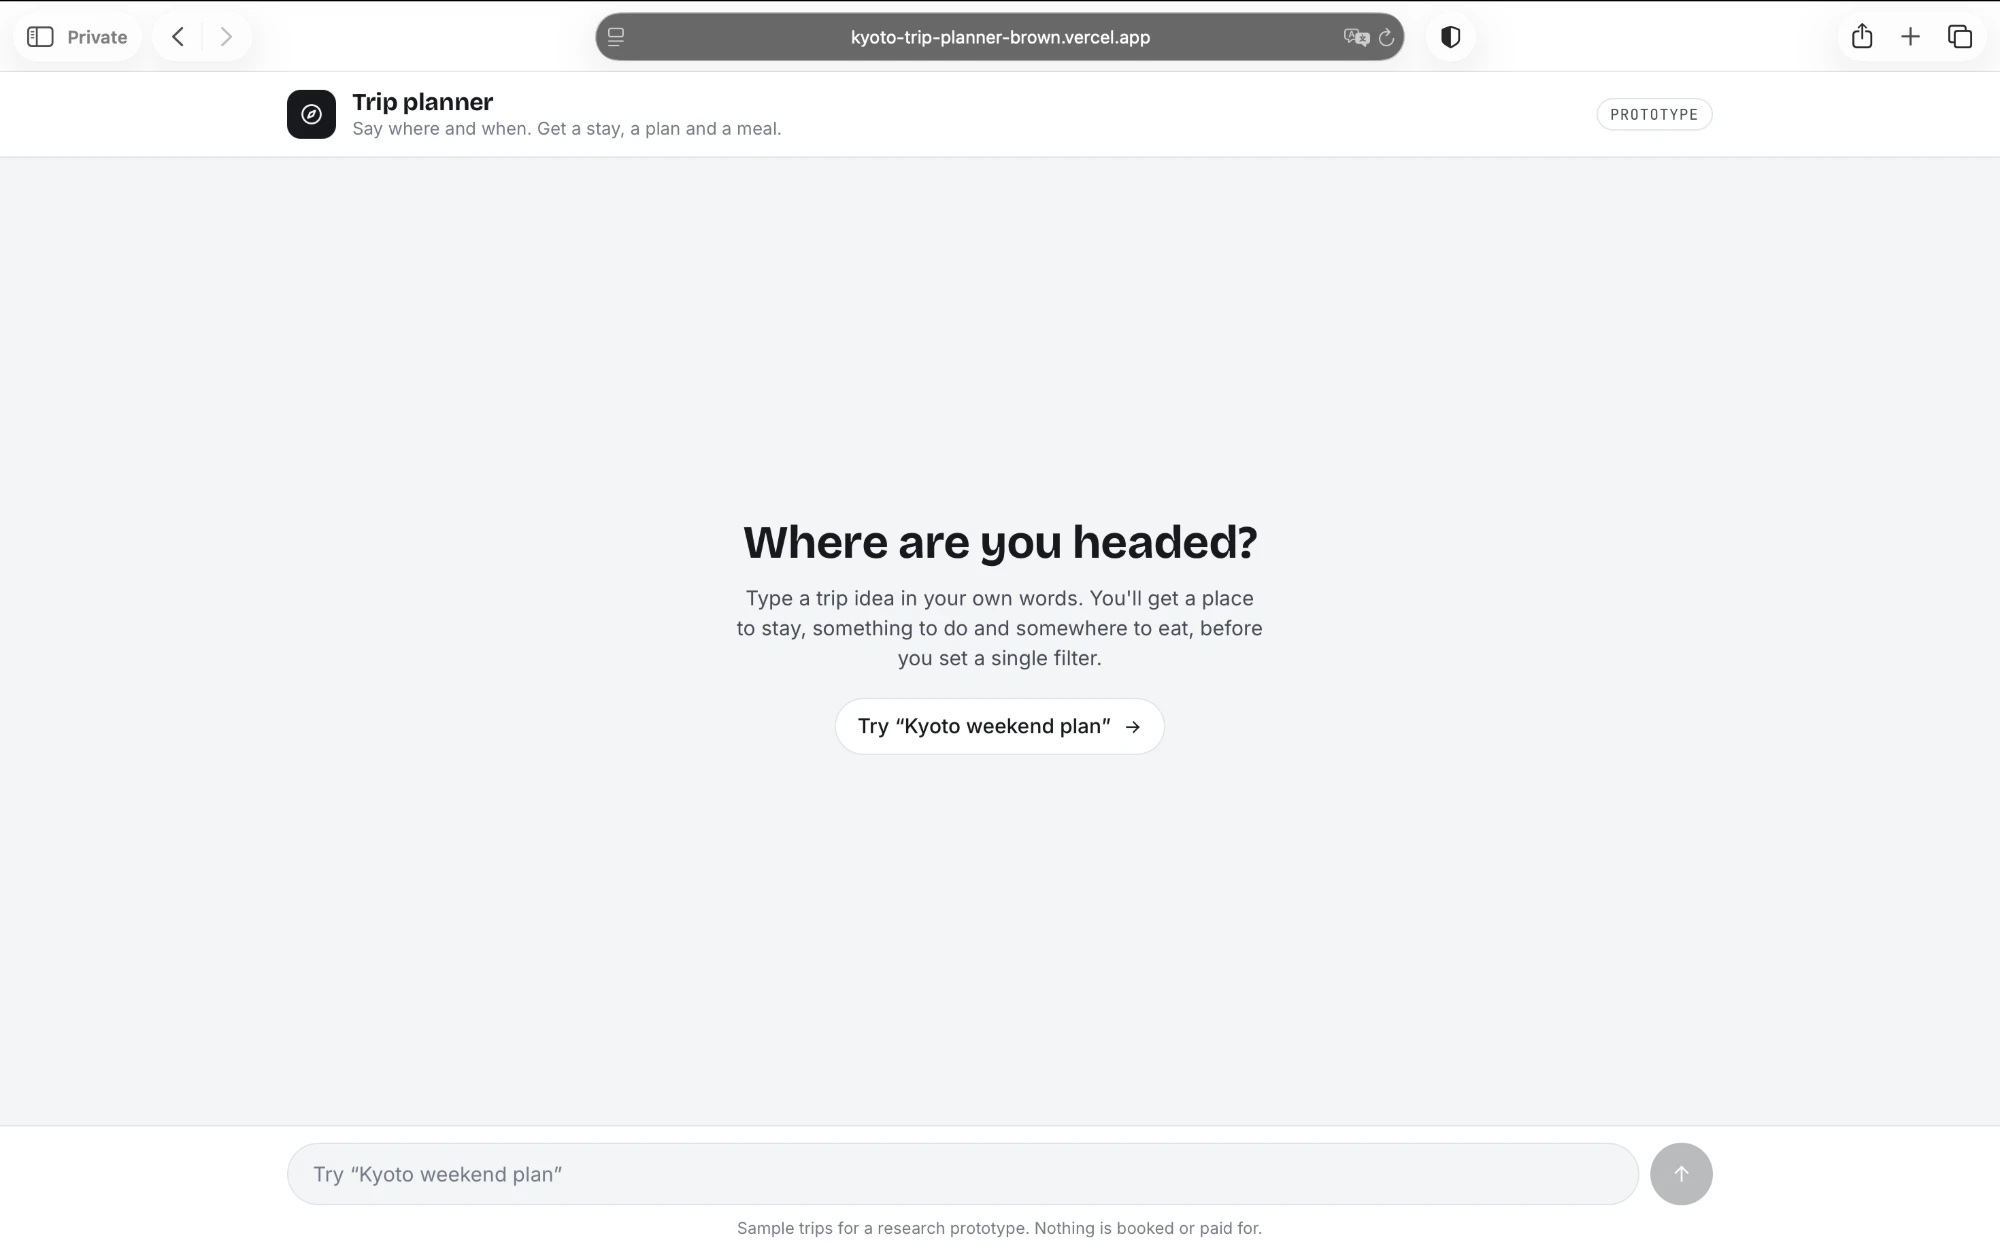 Private
kyoto-trip-planner-brown.vercel.app
Trip planner
Say where and when. Get a stay, a plan and a meal.
PROTOTYPE
Where are you headed?
Type a trip idea in your own words. You'll get a place
to stay, something to do and somewhere to eat, before
you set a single filter.
Try “Kyoto weekend plan” →
Try “Kyoto weekend plan”
Sample trips for a research prototype. Nothing is booked or paid for.